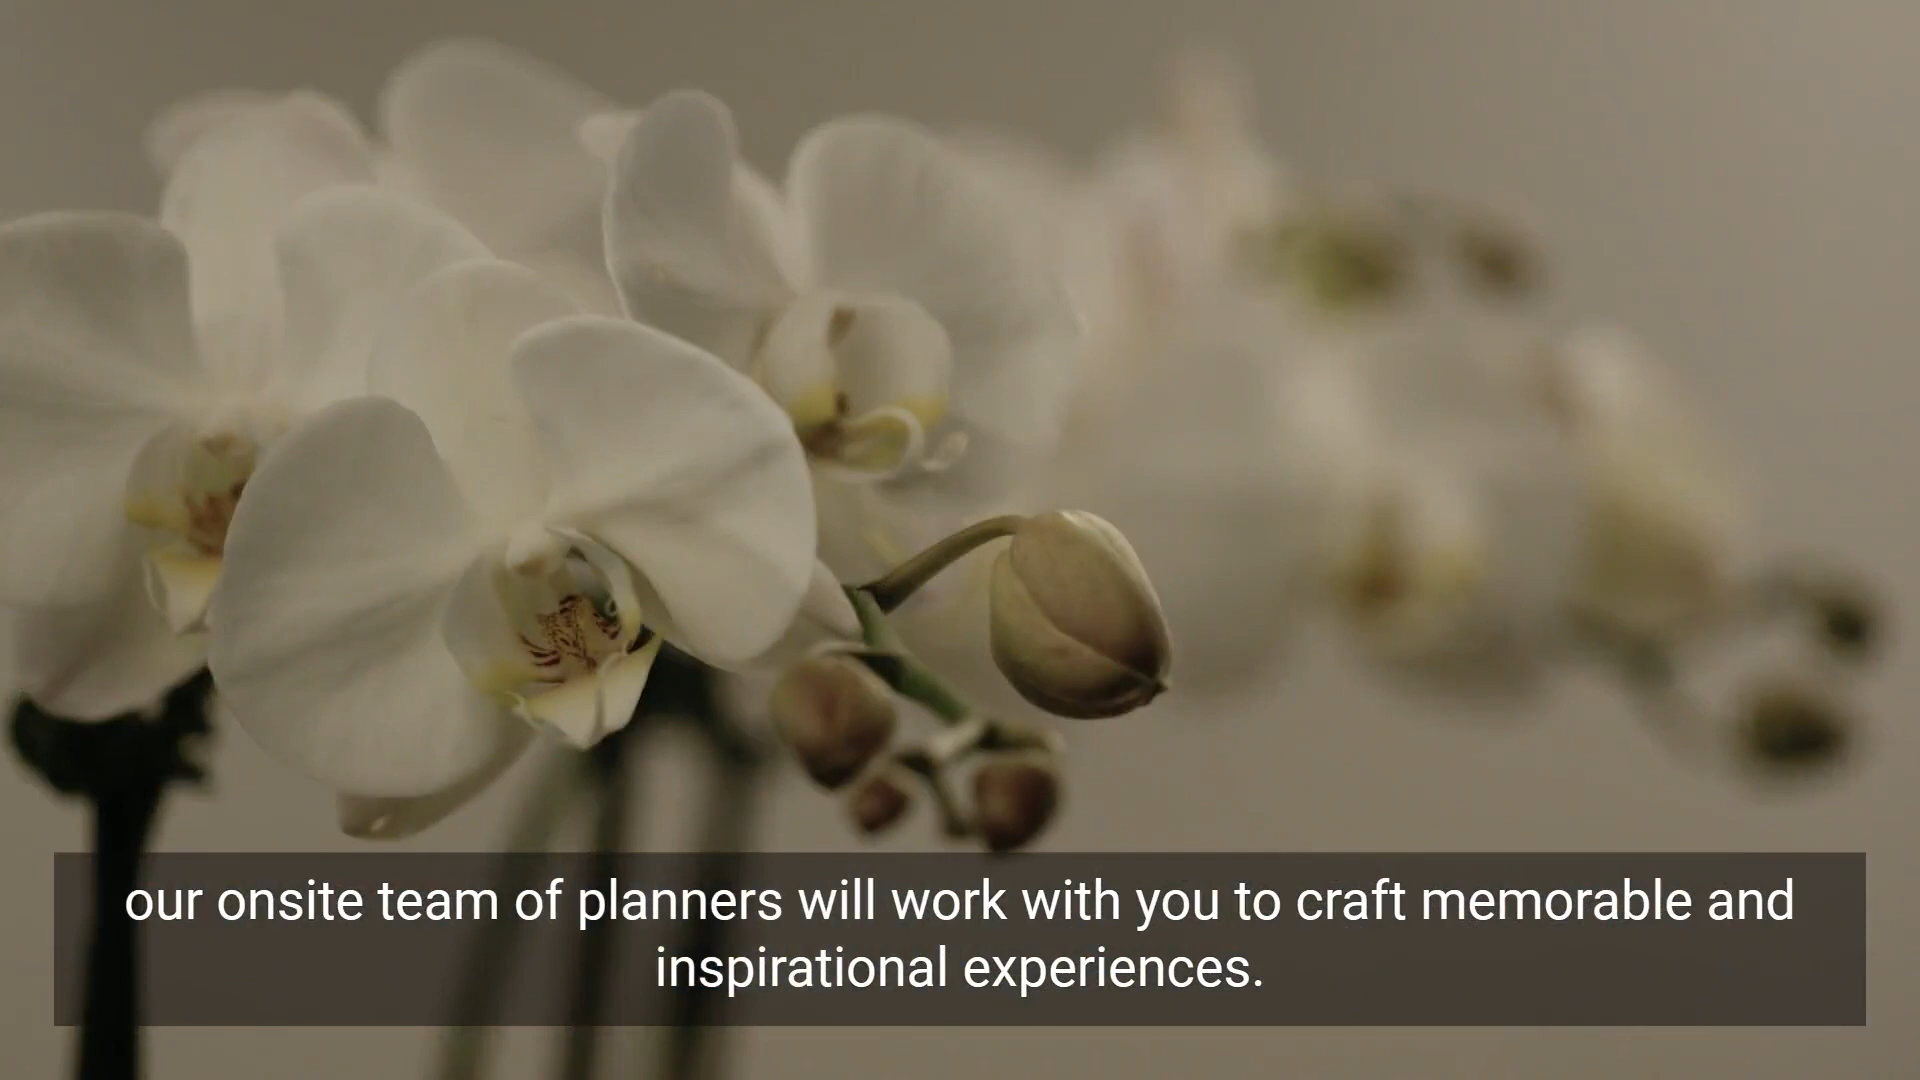 our onsite team of planners will work with you to craft memorable and
inspirational experiences.